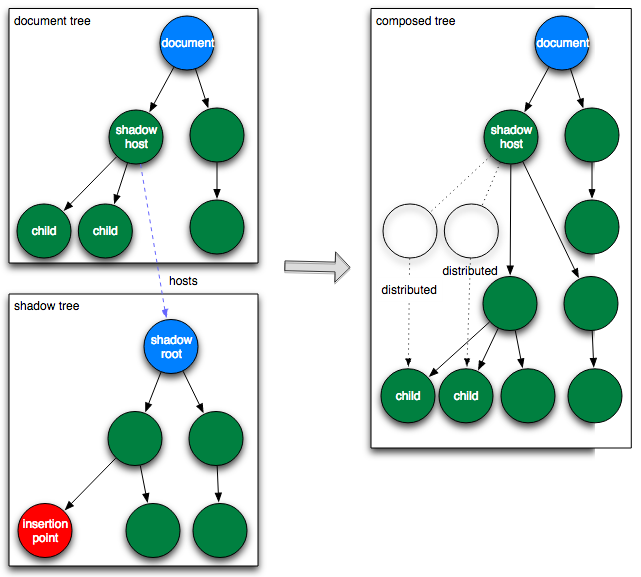 document tree
document
shadow
host
child
child
hosts
shadow tree
shadow
root
insertion
point
composed tree
document
shadow
host
distributed
distributed
child
child